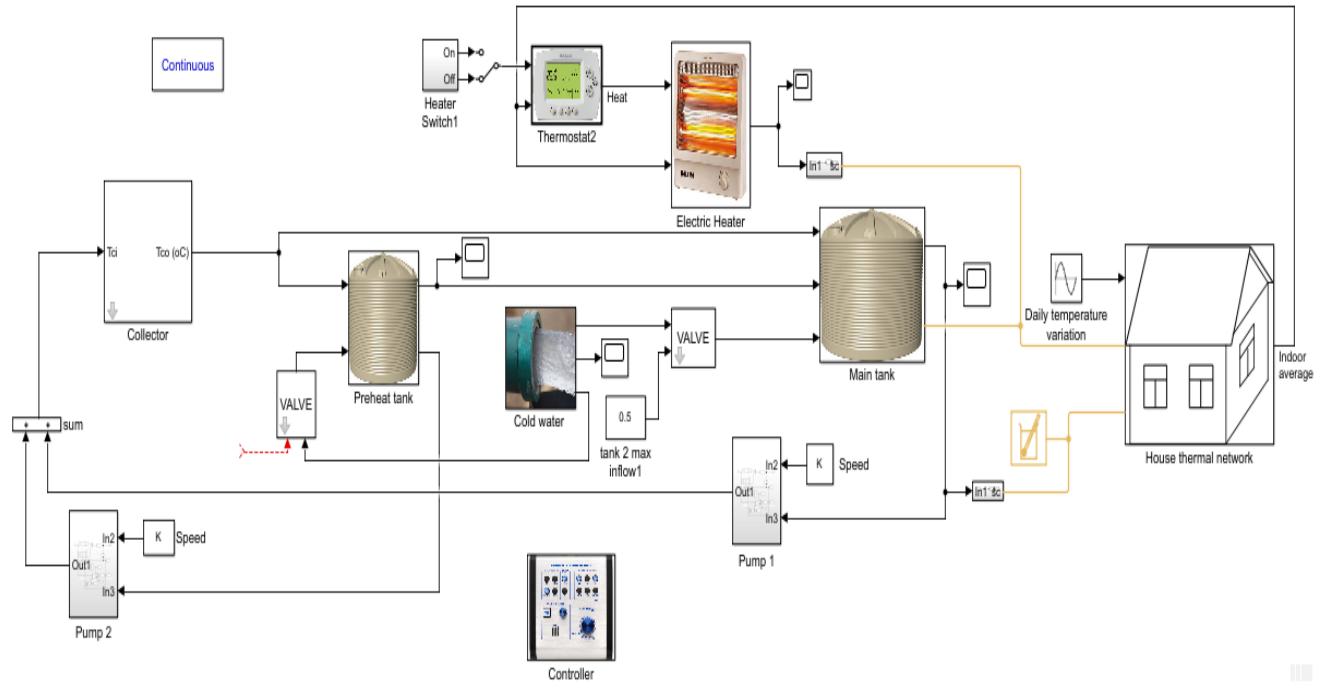 Continuous
On
Off
Heater
Switch1
Thermostat2
Heat
Electric Heater
In1
sc
Tci
Tco (oC)
Collector
Preheat tank
VALVE
Cold water
VALVE
0.5
tank 2 max
inflow1
Main tank
Daily temperature
variation
Indoor
average
House thermal network
sum
In2
K
Speed
Out1
In3
Pump 1
In1
sc
In2
K
Speed
Out1
In3
Pump 2
Controller